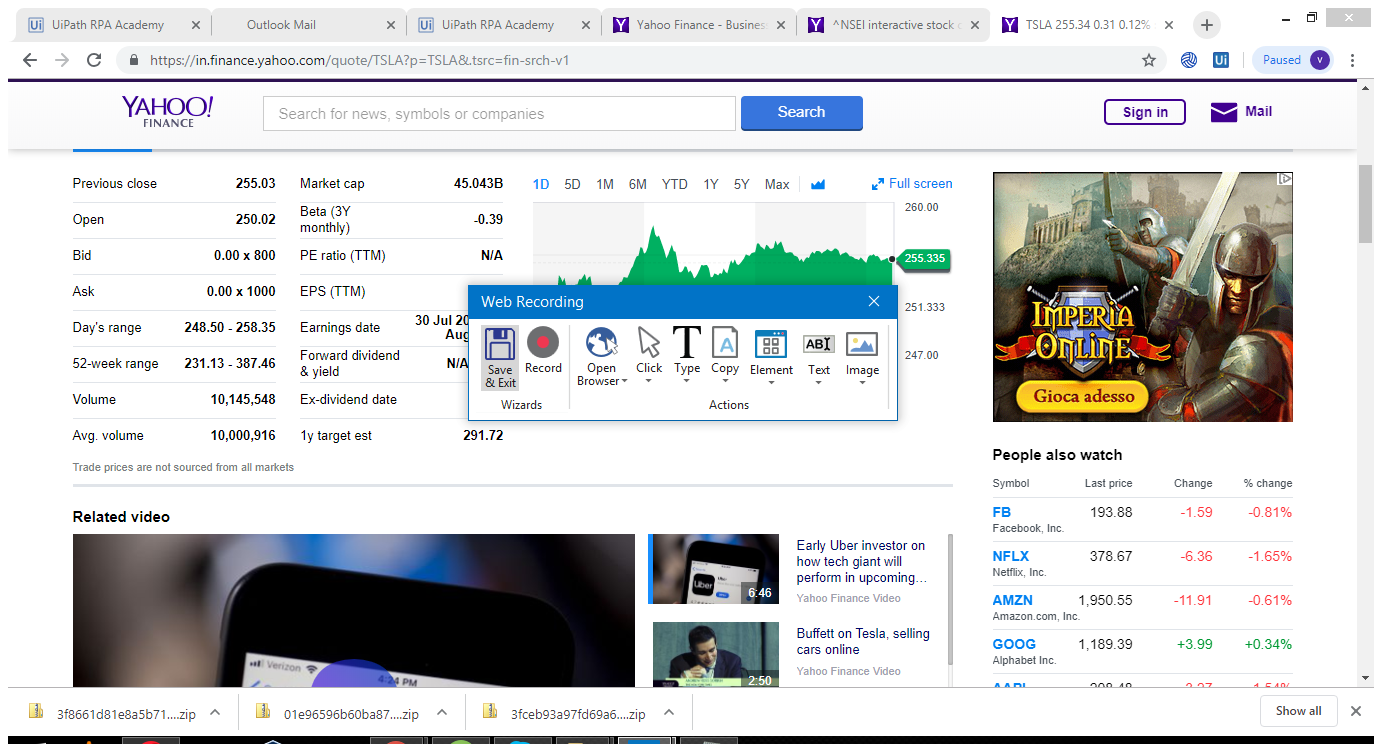 UiPath RPA Academy
Outlook Mail
UiPath RPA Academy
Yahoo Finance - Busines
^NSEI interactive stock c
TSLA 255.34 0.31 0.12%
https://in.finance.yahoo.com/quote/TSLA?p=TSLA&.tsrc=fin-srch-v1
Ui
Paused
V
YAHOO!
FINANCE
Search for news, symbols or companies
Search
Sign in
Mail
Previous close 255.03
Open 250.02
Bid 0.00 x 800
Ask 0.00 x 1000
Day's range 248.50 - 258.35
52-week range 231.13 - 387.46
Volume 10,145,548
Avg. volume 10,000,916
Market cap 45.043B
Beta (3Y
monthly) -0.39
PE ratio (TTM) N/A
EPS (TTM)
Earnings date 30 Jul 20
Aug
Forward dividend
& yield N/A
Ex-dividend date
1y target est 291.72
Trade prices are not sourced from all markets
1D 5D 1M 6M YTD 1Y 5Y Max
Full screen
260.00
255.335
251.333
247.00
Web Recording
Save
& Exit
Record
Open
Browser
Click
Type
Copy
Element
Text
Image
Wizards
Actions
IMPERIA
ONLINE
Gioca adesso
People also watch
Symbol Last price Change % change
FB 193.88 -1.59 -0.81%
Facebook, Inc.
NFLX 378.67 -6.36 -1.65%
Netflix, Inc.
AMZN 1,950.55 -11.91 -0.61%
Amazon.com, Inc.
GOOG 1,189.39 +3.99 +0.34%
Alphabet Inc.
Related video
Verizon
4:24 PM
Uber
6:46
Early Uber investor on
how tech giant will
perform in upcoming...
Yahoo Finance Video
2:50
Buffett on Tesla, selling
cars online
Yahoo Finance Video
3f8661d81e8a5b71....zip
01e96596b60ba87....zip
3fceb93a97fd69a6....zip
Show all